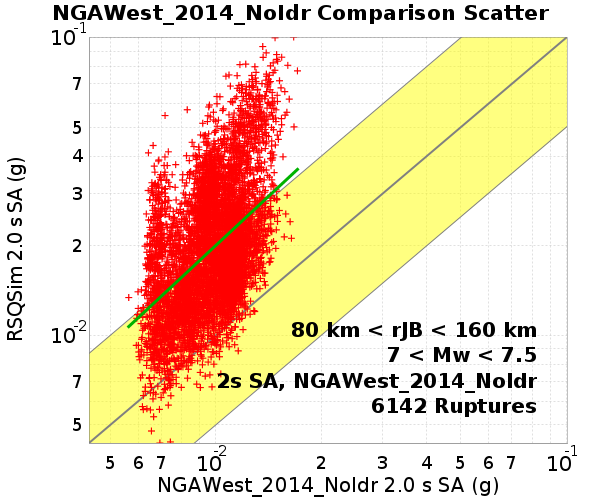 NGAWest_2014_NoIdr Comparison Scatter
10^-1
7
5
4
3
2
10^-2
7
5
RSQSim 2.0 s SA (g)
80 km < rJB < 160 km
7 < Mw < 7.5
2s SA, NGAWest_2014_NoIdr
6142 Ruptures
5 6 7 10^-2 2 3 4 5 6 7 10^-1
NGAWest_2014_NoIdr 2.0 s SA (g)